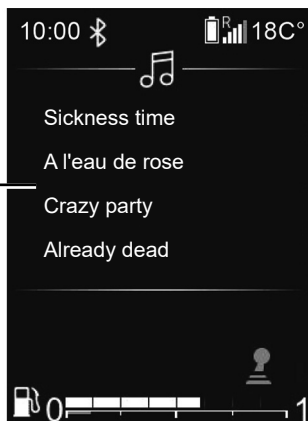 10:00 R 18C°
Sickness time
A l'eau de rose
Crazy party
Already dead
0 1